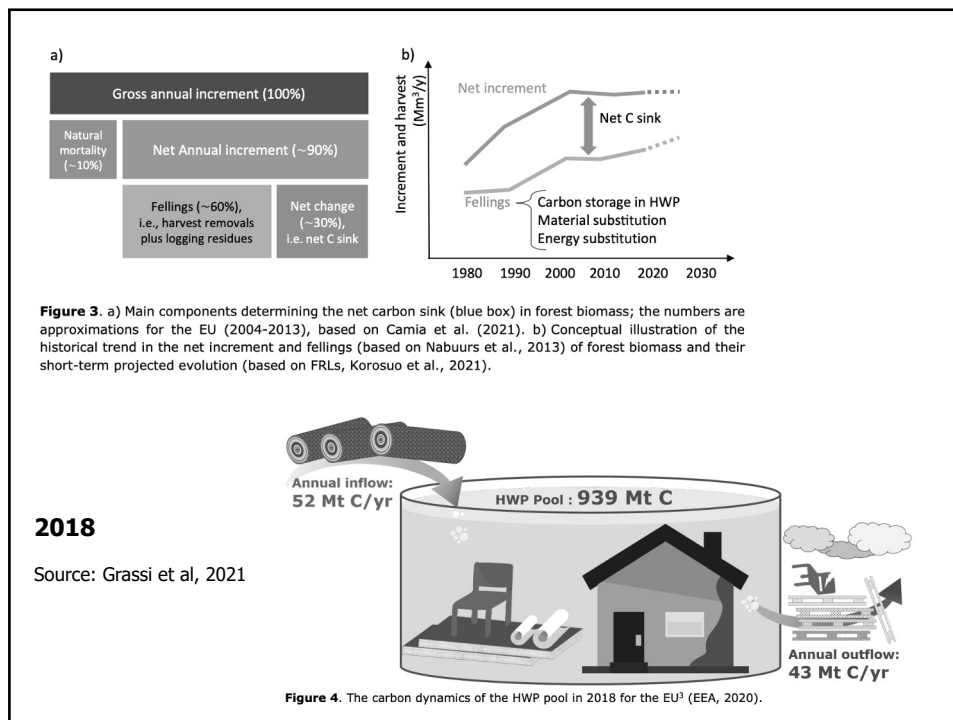 a)
Gross annual increment (100%)
Natural
mortality
(~10%)
Net Annual increment (~90%)
Fellings (~60%),
i.e., harvest removals
plus logging residues
Net change
(~30%),
i.e. net C sink
b)
Increment and harvest
(Mm³/y)
Net increment
Net C sink
Fellings
Carbon storage in HWP
Material substitution
Energy substitution
1980 1990 2000 2010 2020 2030
Figure 3. a) Main components determining the net carbon sink (blue box) in forest biomass; the numbers are
approximations for the EU (2004-2013), based on Camia et al. (2021). b) Conceptual illustration of the
historical trend in the net increment and fellings (based on Nabuurs et al., 2013) of forest biomass and their
short-term projected evolution (based on FRLs, Korosuo et al., 2021).
Annual inflow:
52 Mt C/yr
HWP Pool : 939 Mt C
2018
Source: Grassi et al, 2021
Annual outflow:
43 Mt C/yr
Figure 4. The carbon dynamics of the HWP pool in 2018 for the EU³ (EEA, 2020).